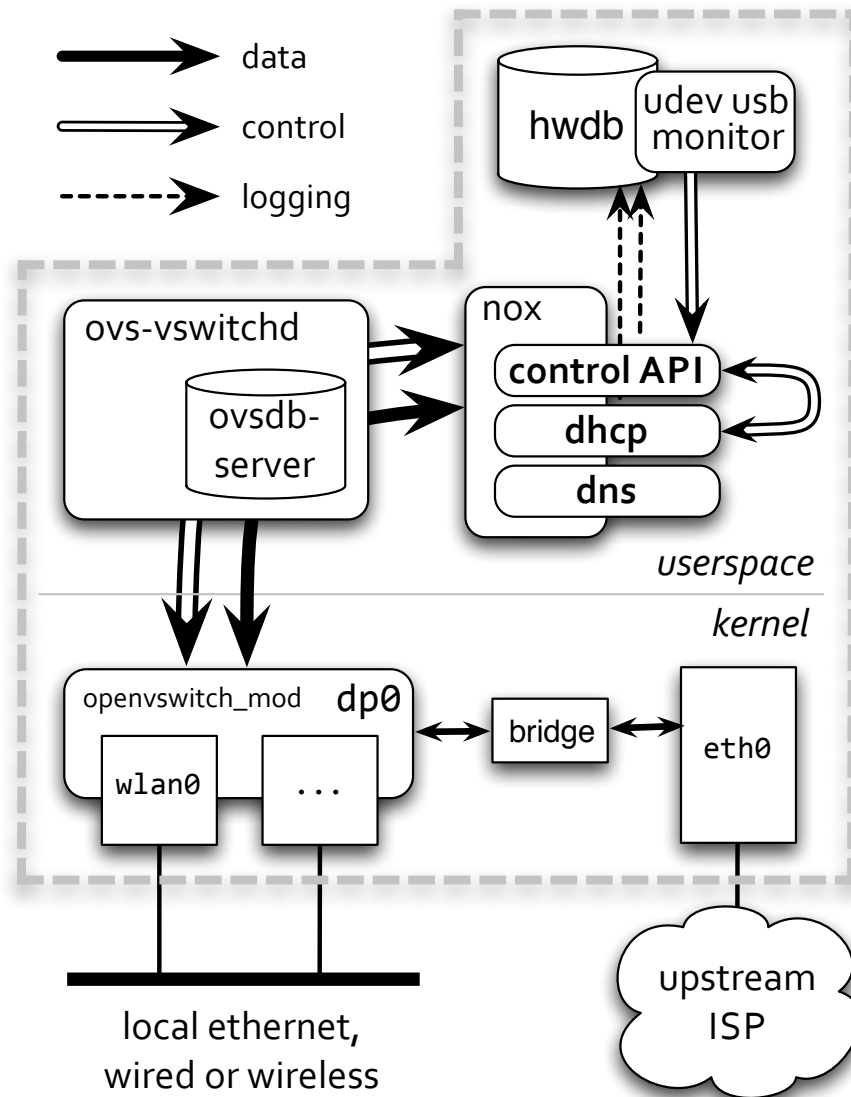 data
control
logging
hwdb
udev usb
monitor
ovs-vswitchd
ovsdb-
server
nox
control API
dhcp
dns
userspace
kernel
openvswitch_mod
dp0
wlan0
...
bridge
eth0
local ethernet,
wired or wireless
upstream
ISP